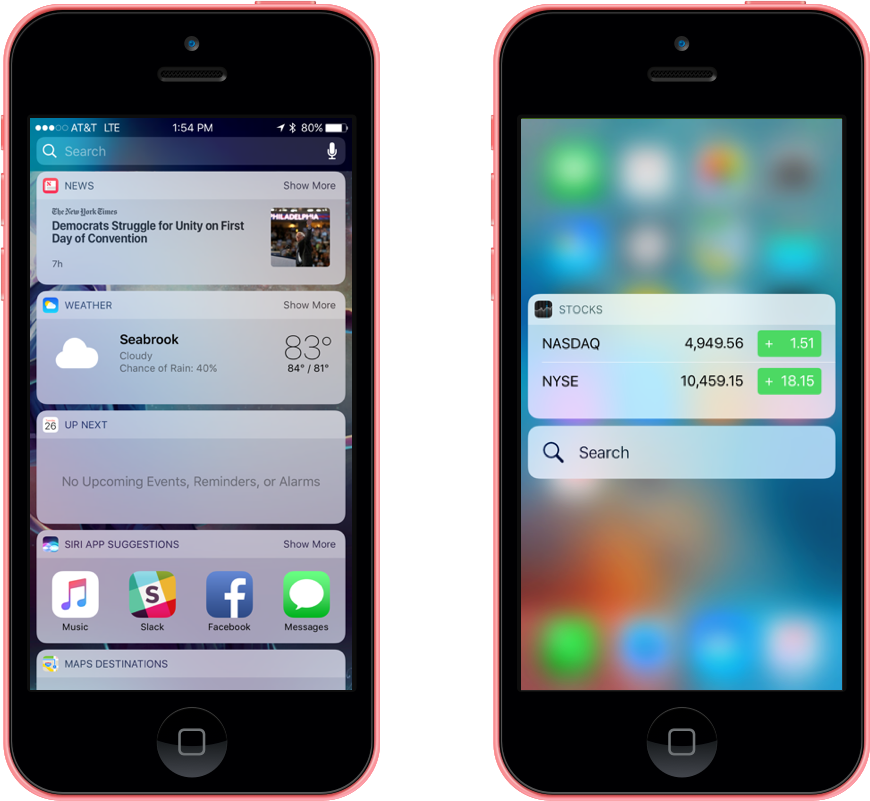 AT&T LTE 1:54 PM 80%
Search
NEWS Show More
The New York Times
Democrats Struggle for Unity on First
Day of Convention
PHILADELPHIA
7h
WEATHER Show More
Seabrook
Cloudy
Chance of Rain: 40%
83°
84° / 81°
26 UP NEXT
No Upcoming Events, Reminders, or Alarms
SIRI APP SUGGESTIONS Show More
S
f
Music Slack Facebook Messages
MAPS DESTINATIONS
STOCKS
NASDAQ 4,949.56 + 1.51
NYSE 10,459.15 + 18.15
Search